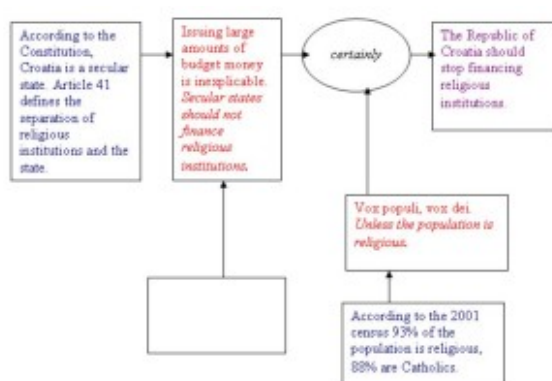 According to the
Constitution,
Croatia is a secular
state. Article 41
defines the
separation of
religious
institutions and the
state.
Issuing large
amounts of
budget money
is inexplicable.
Secular states
should not
finance
religious
institutions.
certainly
The Republic of
Croatia should
stop financing
religious
institutions.
Vox populi, vox dei.
Unless the population is
religious.
According to the 2001
census 93% of the
population is religious,
88% are Catholics.